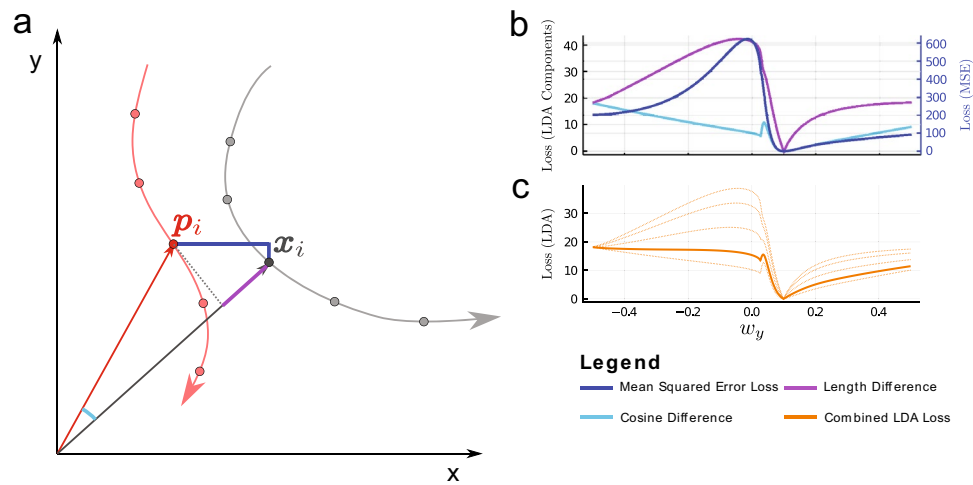 a
y
p_i
x_i
x
b
Loss (LDA Components)
40
30
20
10
0
600
500
400
300
200
100
0
Loss (MSE)
c
Loss (LDA)
30
20
10
0
−0.4 −0.2 0.0 0.2 0.4
w_y
Legend
Mean Squared Error Loss
Length Difference
Cosine Difference
Combined LDA Loss